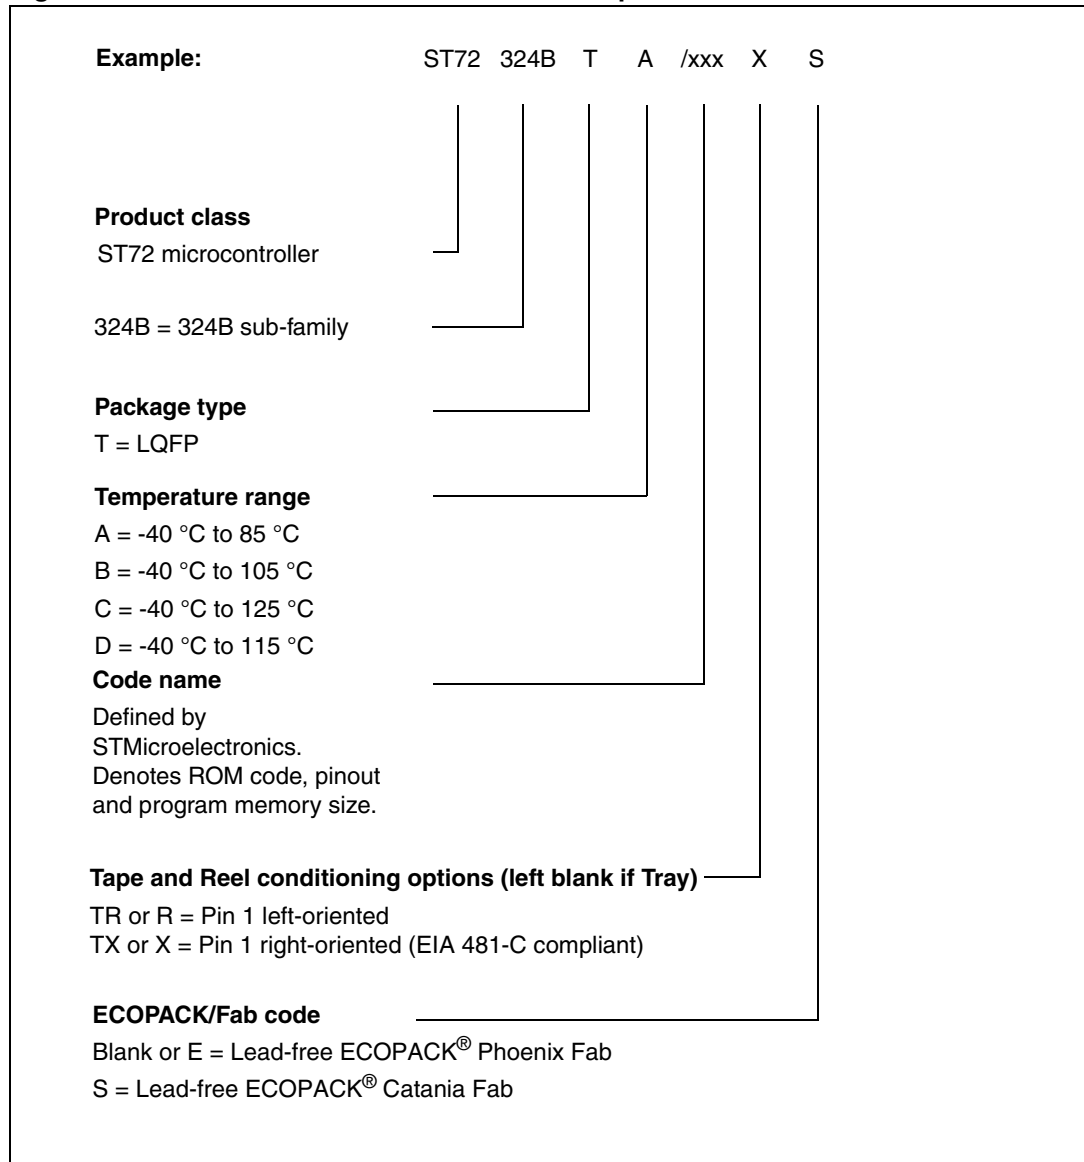 Example: ST72 324B T A /xxx X S
Product class
ST72 microcontroller
324B = 324B sub-family
Package type
T = LQFP
Temperature range
A = -40 °C to 85 °C
B = -40 °C to 105 °C
C = -40 °C to 125 °C
D = -40 °C to 115 °C
Code name
Defined by
STMicroelectronics.
Denotes ROM code, pinout
and program memory size.
Tape and Reel conditioning options (left blank if Tray)
TR or R = Pin 1 left-oriented
TX or X = Pin 1 right-oriented (EIA 481-C compliant)
ECOPACK/Fab code
Blank or E = Lead-free ECOPACK® Phoenix Fab
S = Lead-free ECOPACK® Catania Fab